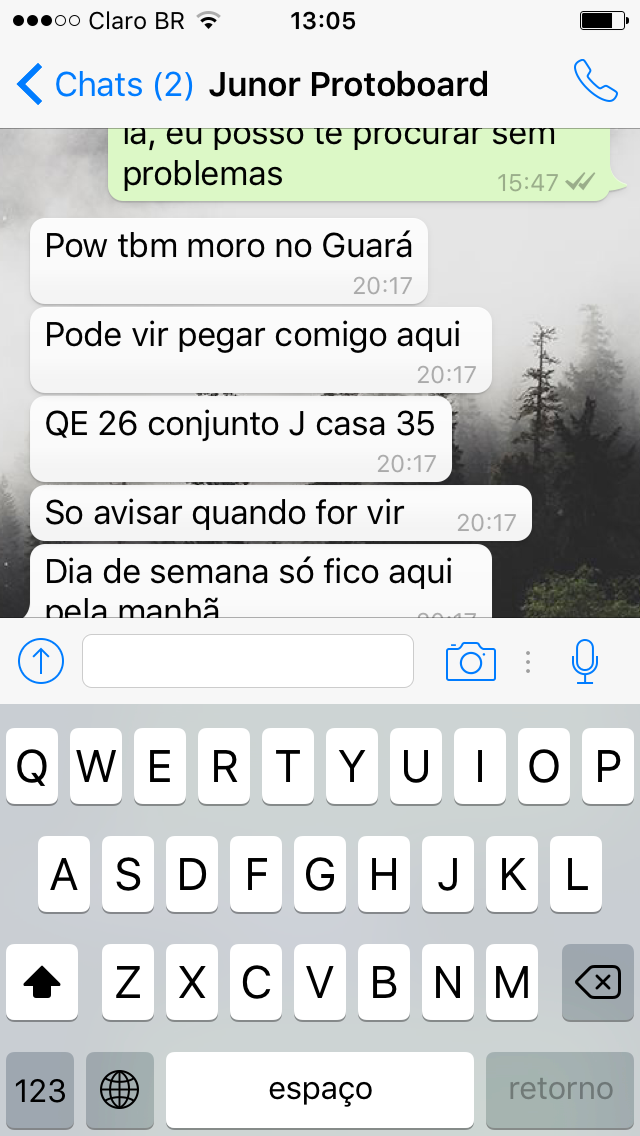 Claro BR 13:05
Chats (2) Junor Protoboard
lá, eu posso te procurar sem
problemas 15:47
Pow tbm moro no Guará
20:17
Pode vir pegar comigo aqui
20:17
QE 26 conjunto J casa 35
20:17
So avisar quando for vir 20:17
Dia de semana só fico aqui
pela manhã 20:17
Q W E R T Y U I O P
A S D F G H J K L
Z X C V B N M
123 espaço retorno